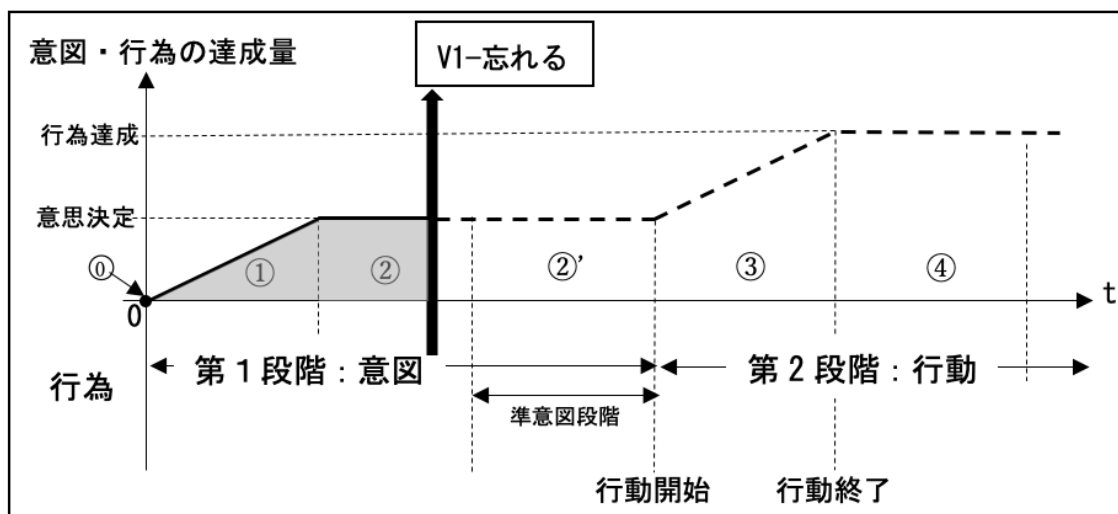 意図・行為の達成量
V1-忘れる
行為達成
意思決定
⓪
①
②
②’
③
④
0
t
行為
第1段階：意図
第2段階：行動
準意図段階
行動開始
行動終了